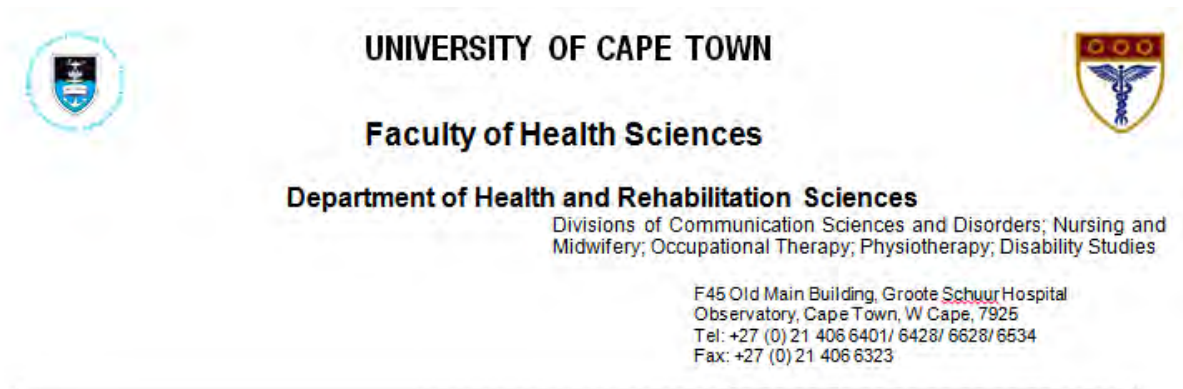 UNIVERSITY OF CAPE TOWN
Faculty of Health Sciences
Department of Health and Rehabilitation Sciences
Divisions of Communication Sciences and Disorders; Nursing and
Midwifery; Occupational Therapy; Physiotherapy; Disability Studies
F45 Old Main Building, Groote Schuur Hospital
Observatory, Cape Town, W Cape, 7925
Tel: +27 (0) 21 406 6401/ 6428/ 6628/ 6534
Fax: +27 (0) 21 406 6323